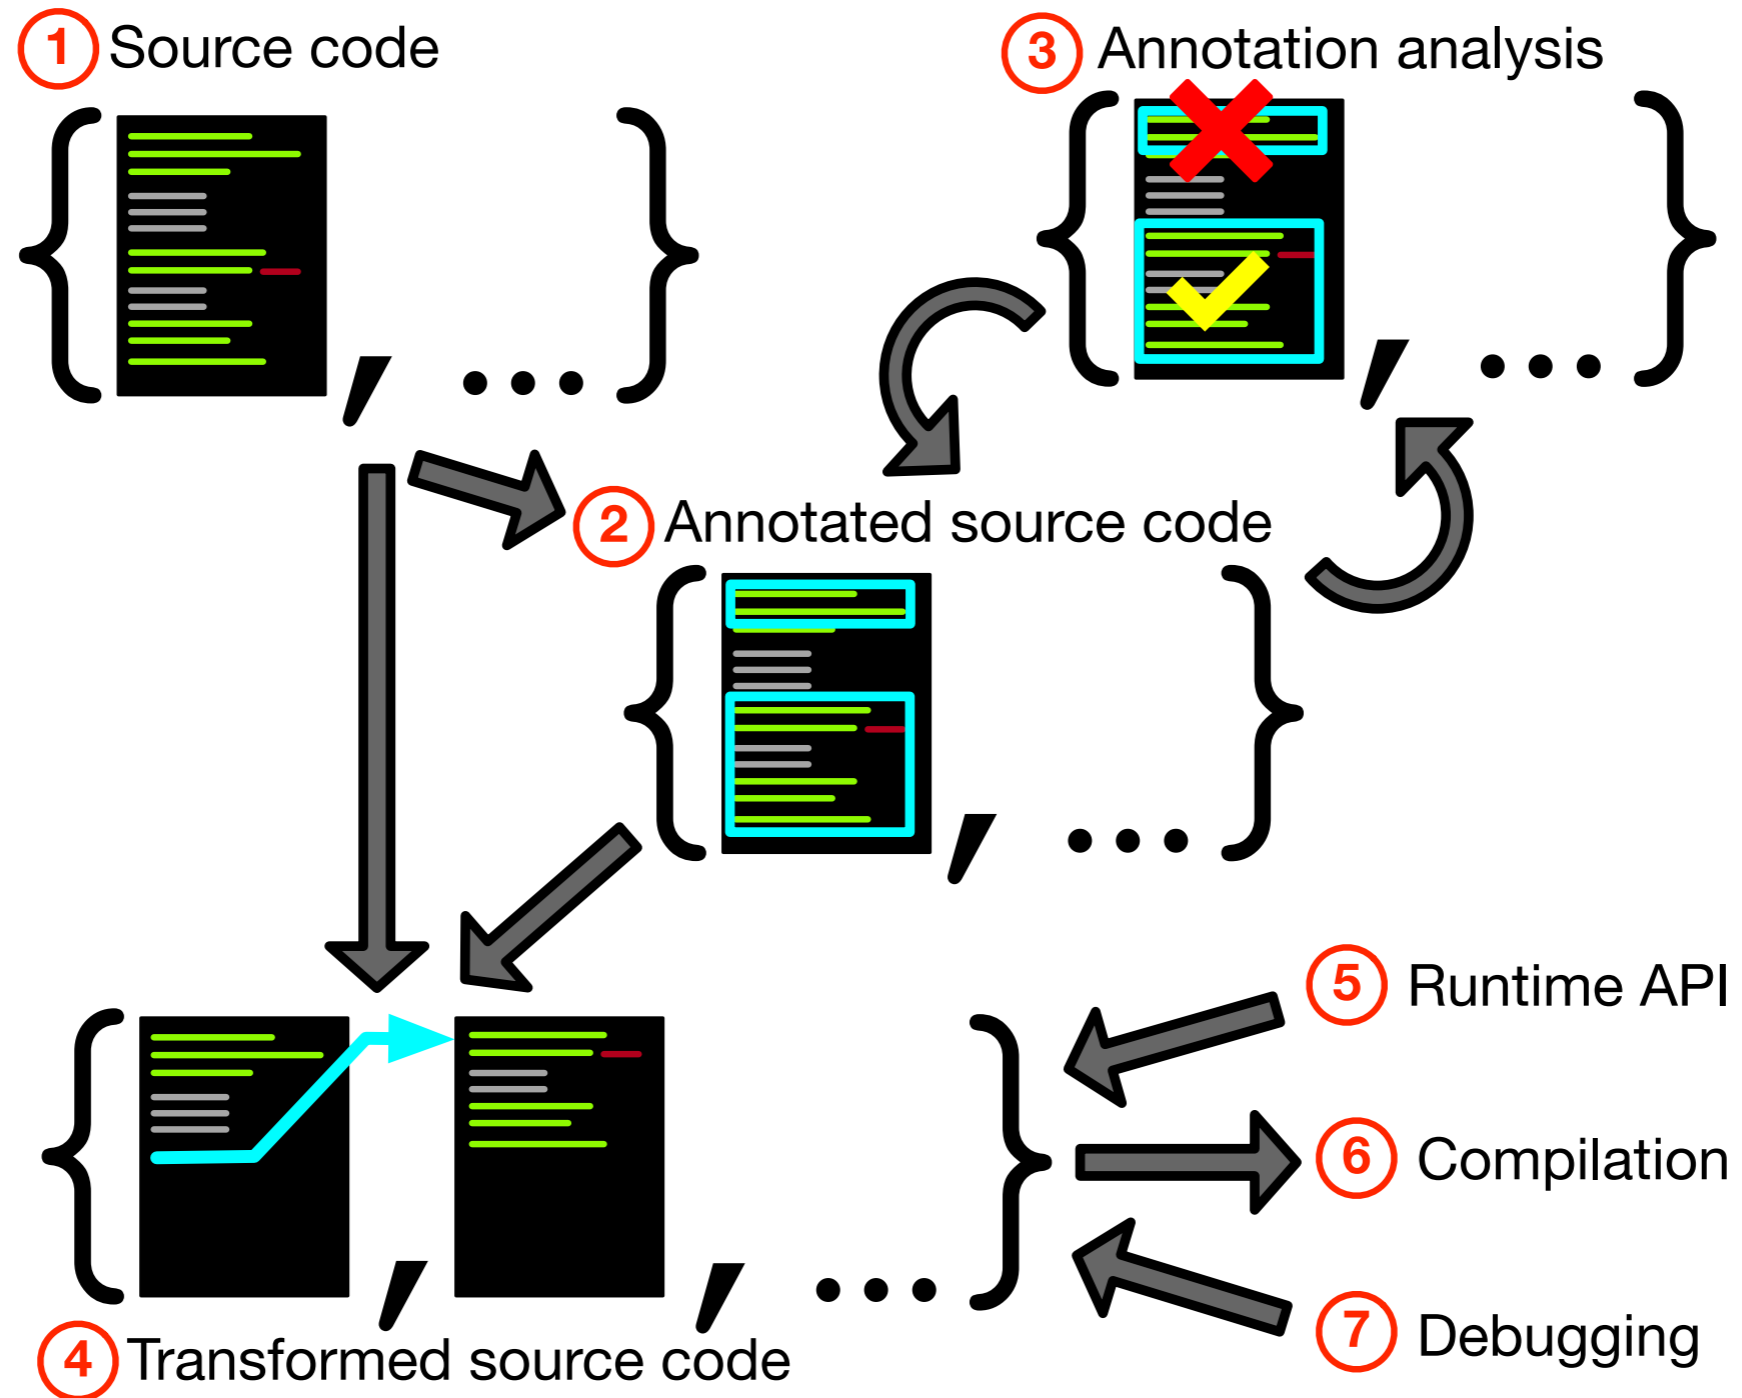 1 Source code
3 Annotation analysis
{ , ... }
{ , ... }
2 Annotated source code
{ , ... }
{ , , ... }
5 Runtime API
6 Compilation
7 Debugging
4 Transformed source code